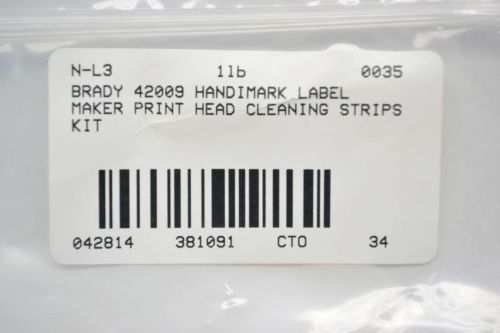 N-L3 1lb 0035
BRADY 42009 HANDIMARK LABEL
MAKER PRINT HEAD CLEANING STRIPS
KIT
042814 381091 CTO 34